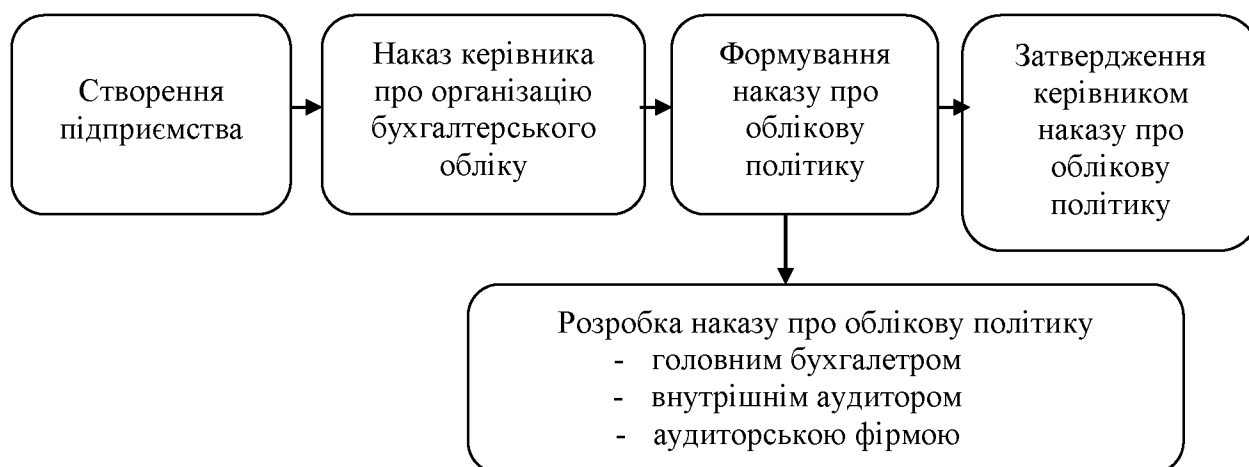 Створення
підприємства
Наказ керівника
про організацію
бухгалтерського
обліку
Формування
наказу про
облікову
політику
Затвердження
керівником
наказу про
облікову
політику
Розробка наказу про облікову політику
- головним бухгалетром
- внутрішнім аудитором
- аудиторською фірмою